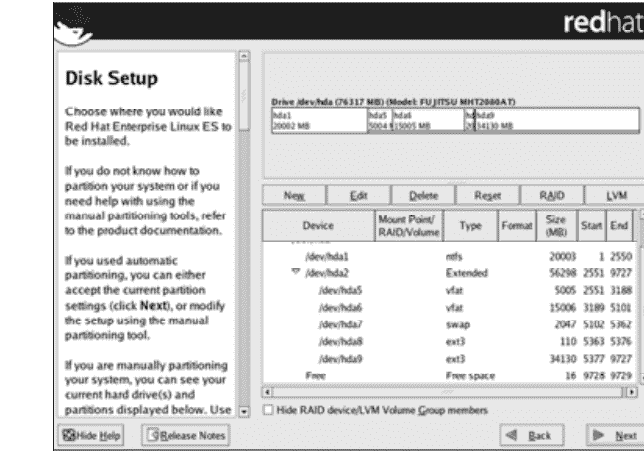 redhat
Disk Setup
Choose where you would like
Red Hat Enterprise Linux ES to
be installed.
If you do not know how to
partition your system or if you
need help with using the
manual partitioning tools, refer
to the product documentation.
If you used automatic
partitioning, you can either
accept the current partition
settings (click Next), or modify
the setup using the manual
partitioning tool.
If you are manually partitioning
your system, you can see your
current hard drive(s) and
partitions displayed below. Use
Drive /dev/hda (76317 MB) (Model: FUJITSU MHT2080AT)
hda1 hda5 hda6 hda9
20002 MB 5004 15005 MB 34130 MB
New Edit Delete Reset RAID LVM
Device Mount Point/ RAID/Volume Type Format Size (MB) Start End
/dev/hda1 ntfs 20003 1 2550
/dev/hda2 Extended 56298 2551 9727
/dev/hda5 vfat 5005 2551 3188
/dev/hda6 vfat 15006 3189 5101
/dev/hda7 swap 2047 5102 5362
/dev/hda8 ext3 110 5363 5376
/dev/hda9 ext3 34130 5377 9727
Free Free space 16 9728 9729
Hide RAID device/LVM Volume Group members
Hide Help Release Notes Back Next